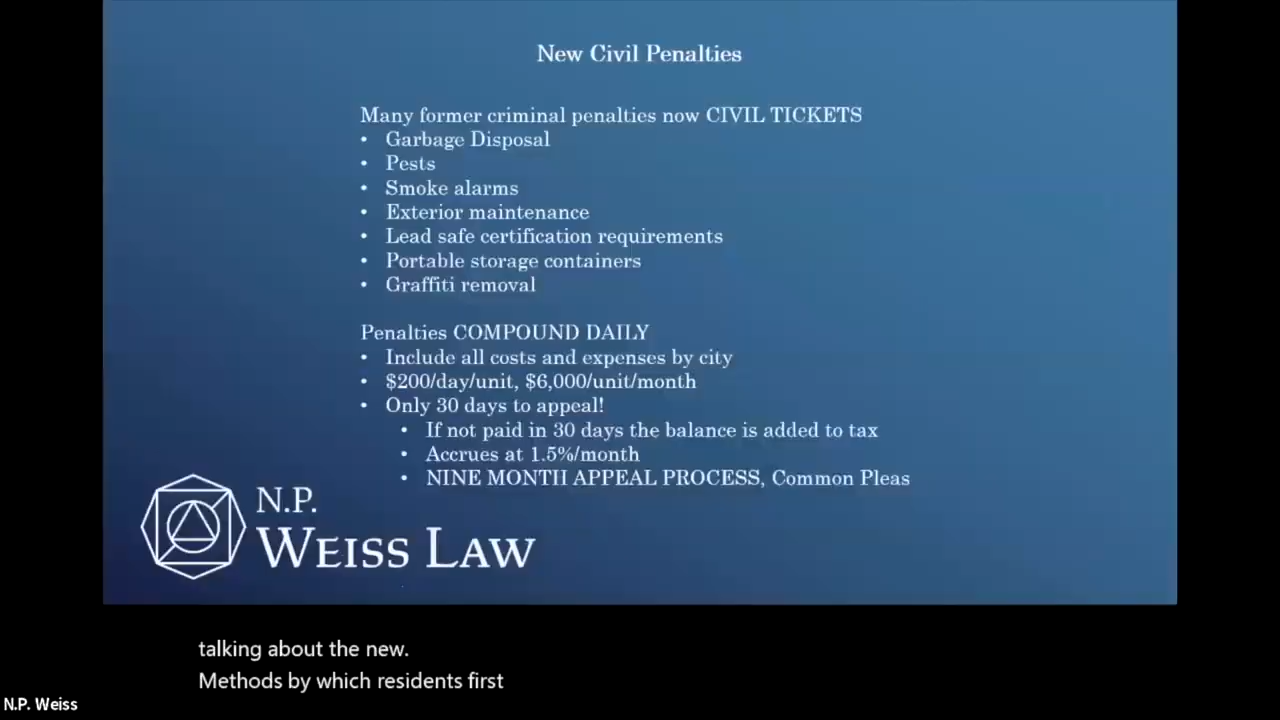 New Civil Penalties
Many former criminal penalties now CIVIL TICKETS
• Garbage Disposal
• Pests
• Smoke alarms
• Exterior maintenance
• Lead safe certification requirements
• Portable storage containers
• Graffiti removal
Penalties COMPOUND DAILY
• Include all costs and expenses by city
• $200/day/unit, $6,000/unit/month
• Only 30 days to appeal!
• If not paid in 30 days the balance is added to tax
• Accrues at 1.5%/month
• NINE MONTH APPEAL PROCESS, Common Pleas
N.P.
WEISS LAW
talking about the new.
Methods by which residents first
N.P. Weiss